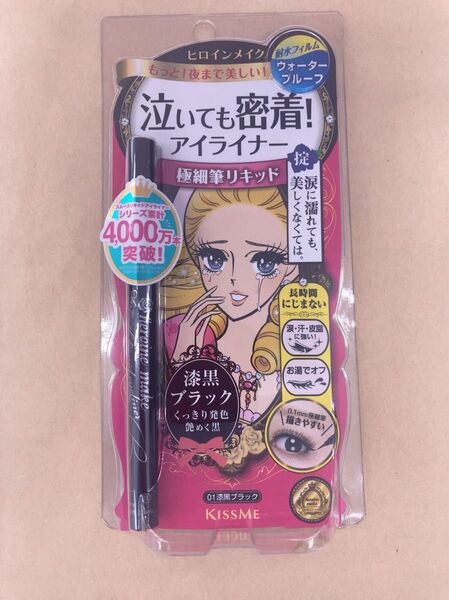 ヒロインメイク
もっと!夜まで美しい!
耐水フィルム
ウォーター
プルーフ
泣いても密着!
アイライナー
極細筆リキッド
掟
涙に濡れても、
美しくなくては。
シリーズ累計
4,000万本
突破!
長時間
にじまない
涙・汗・皮脂
に強い!
お湯でオフ
0.1mm極細筆
描きやすい
漆黒
ブラック
くっきり発色
艶めく黒
01漆黒ブラック
KISSME
Heroine make